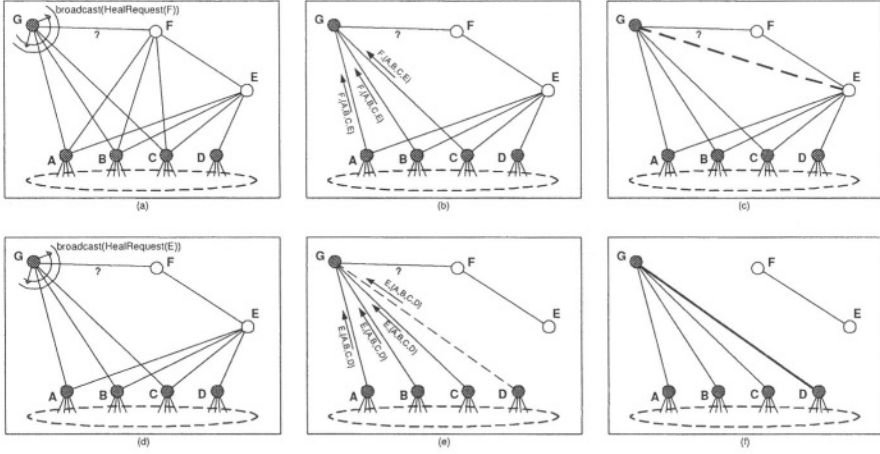 broadcast(HealRequest(F))
G
?
F
E
A
B
C
D
(a)
G
?
F
F,{A,B,C,E}
F,{A,B,C,E}
F,{A,B,C,E}
E
A
B
C
D
(b)
G
?
F
E
A
B
C
D
(c)
broadcast(HealRequest(E))
G
?
F
E
A
B
C
D
(d)
G
?
F
E,{A,B,C,D}
E,{A,B,C,D}
E,{A,B,C,D}
E,{A,B,C,D}
E
A
B
C
D
(e)
G
F
E
A
B
C
D
(f)